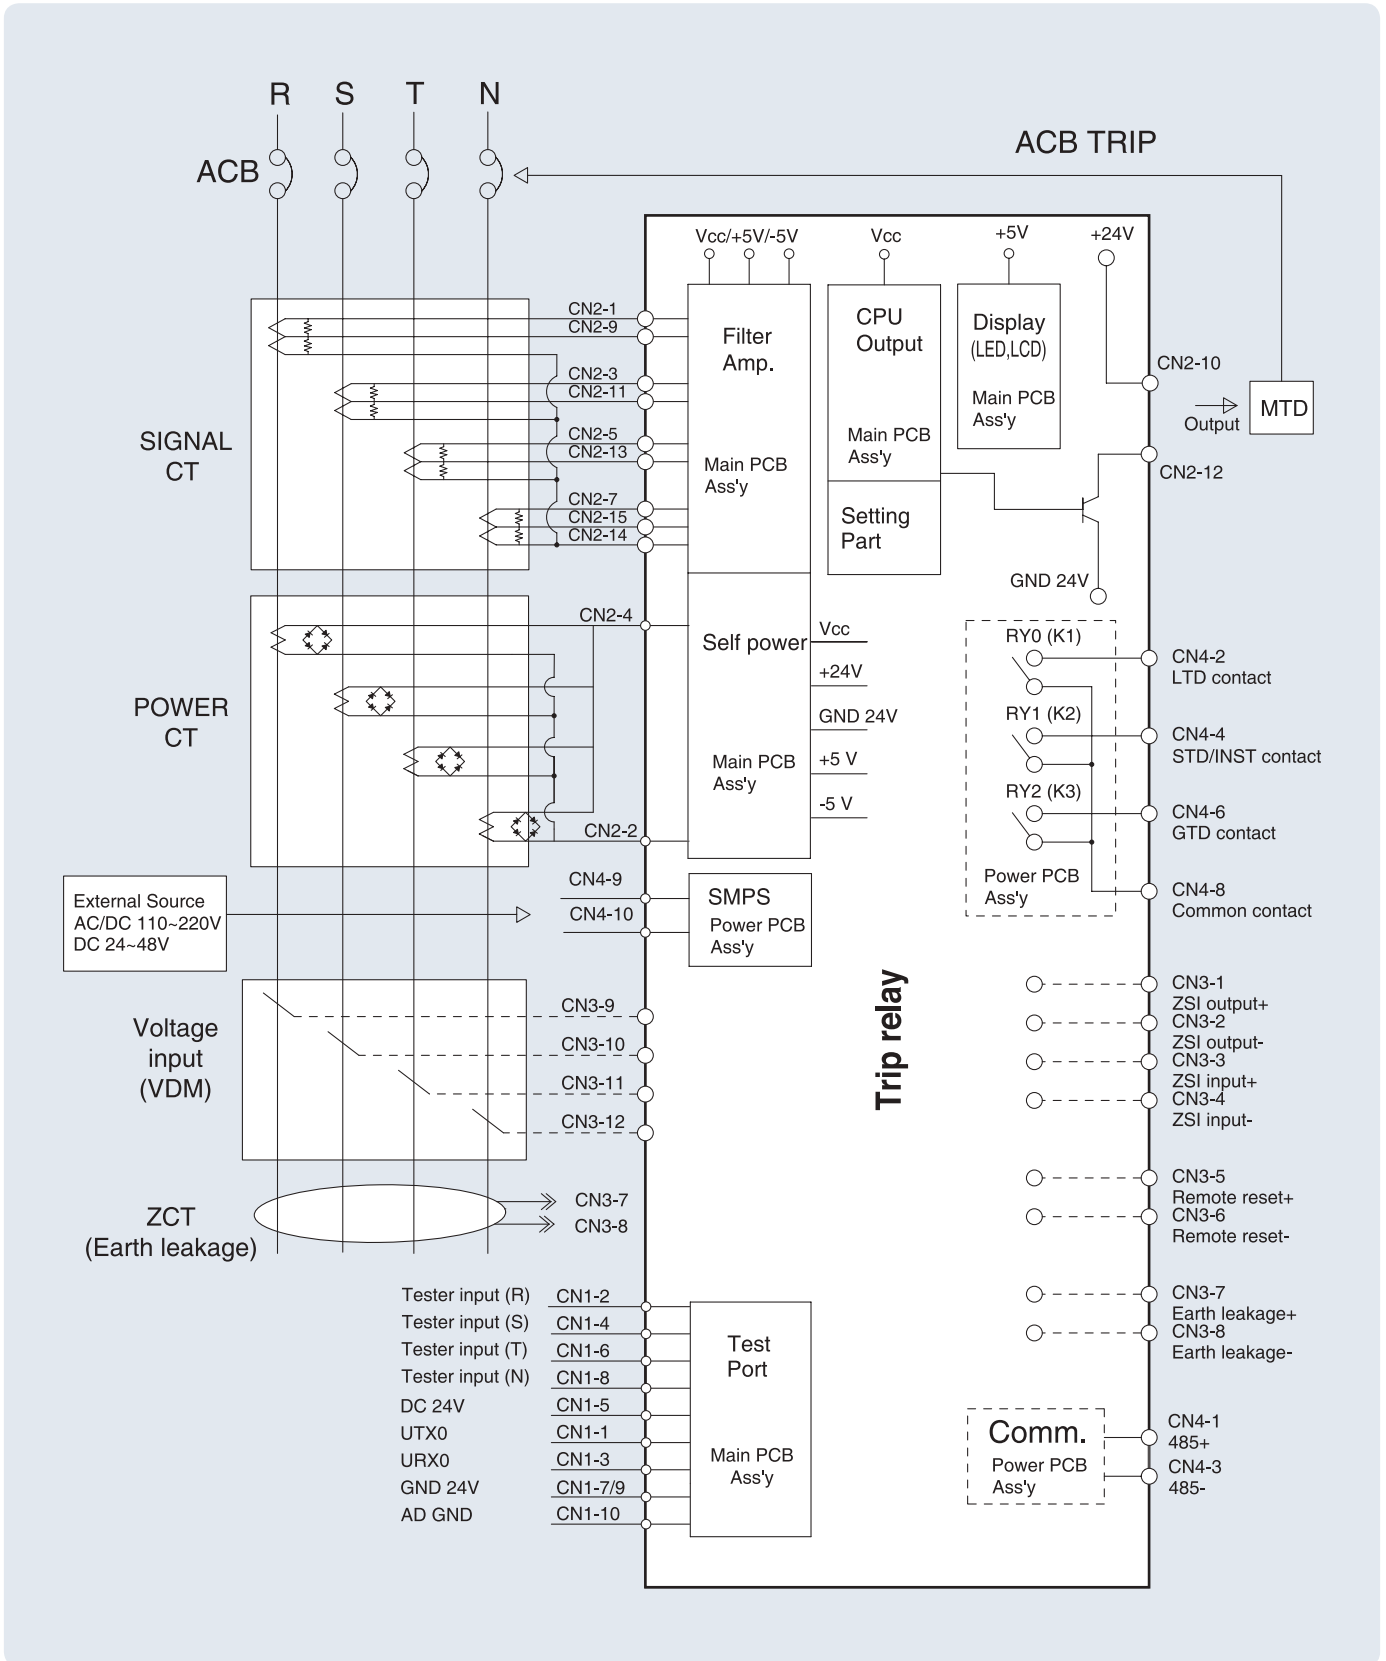 R S T N
ACB TRIP
ACB
Vcc/+5V/-5V
Vcc
+5V
+24V
CN2-1
CN2-9
CN2-3
CN2-11
CN2-5
CN2-13
CN2-7
CN2-15
CN2-14
SIGNAL
CT
Filter
Amp.
Main PCB
Ass'y
CPU
Output
Main PCB
Ass'y
Setting
Part
Display
(LED,LCD)
Main PCB
Ass'y
CN2-10
Output
MTD
CN2-12
GND 24V
POWER
CT
CN2-4
CN2-2
Self power
Main PCB
Ass'y
Vcc
+24V
GND 24V
+5 V
-5 V
RY0 (K1)
RY1 (K2)
RY2 (K3)
Power PCB
Ass'y
CN4-2
LTD contact
CN4-4
STD/INST contact
CN4-6
GTD contact
CN4-8
Common contact
External Source
AC/DC 110~220V
DC 24~48V
CN4-9
CN4-10
SMPS
Power PCB
Ass'y
Trip relay
Voltage
input
(VDM)
CN3-9
CN3-10
CN3-11
CN3-12
CN3-1
ZSI output+
CN3-2
ZSI output-
CN3-3
ZSI input+
CN3-4
ZSI input-
ZCT
(Earth leakage)
CN3-7
CN3-8
CN3-5
Remote reset+
CN3-6
Remote reset-
CN3-7
Earth leakage+
CN3-8
Earth leakage-
Tester input (R) CN1-2
Tester input (S) CN1-4
Tester input (T) CN1-6
Tester input (N) CN1-8
DC 24V CN1-5
UTX0 CN1-1
URX0 CN1-3
GND 24V CN1-7/9
AD GND CN1-10
Test
Port
Main PCB
Ass'y
Comm.
Power PCB
Ass'y
CN4-1
485+
CN4-3
485-